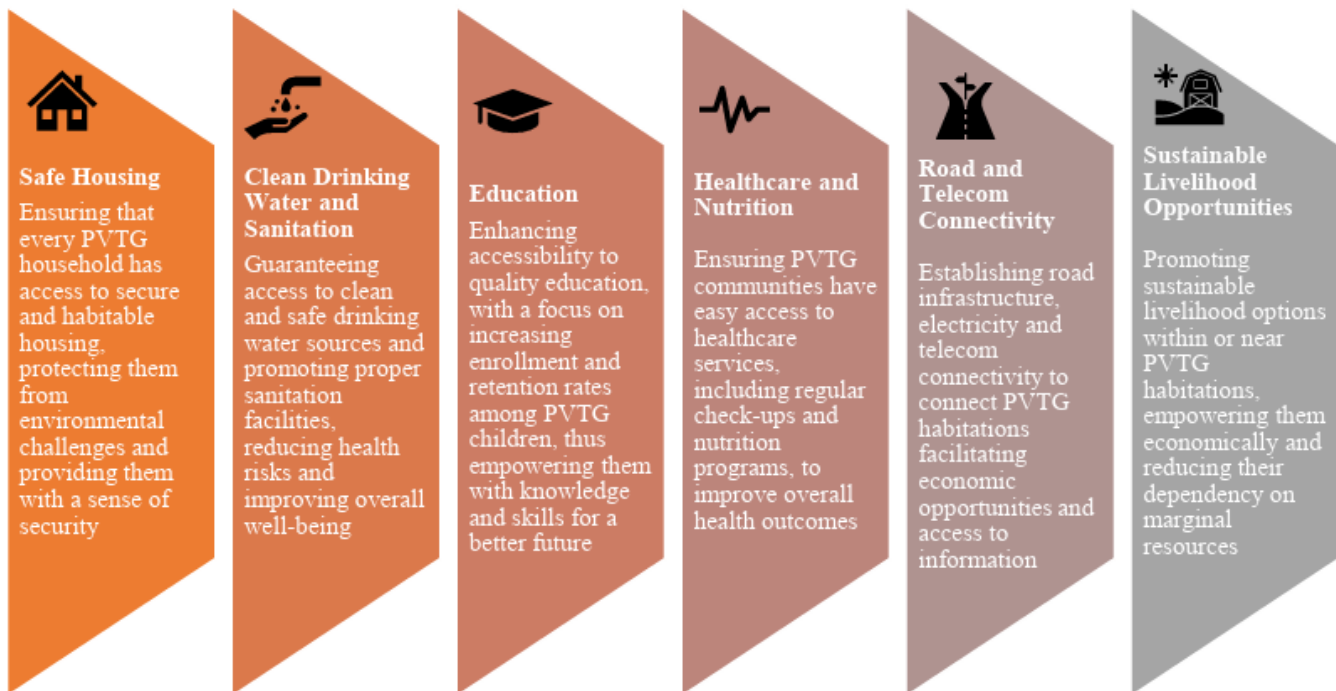 Safe Housing
Ensuring that
every PVTG
household has
access to secure
and habitable
housing,
protecting them
from
environmental
challenges and
providing them
with a sense of
security
Clean Drinking
Water and
Sanitation
Guaranteeing
access to clean
and safe drinking
water sources and
promoting proper
sanitation
facilities,
reducing health
risks and
improving overall
well-being
Education
Enhancing
accessibility to
quality education,
with a focus on
increasing
enrollment and
retention rates
among PVTG
children, thus
empowering them
with knowledge
and skills for a
better future
Healthcare and
Nutrition
Ensuring PVTG
communities have
easy access to
healthcare
services,
including regular
check-ups and
nutrition
programs, to
improve overall
health outcomes
Road and
Telecom
Connectivity
Establishing road
infrastructure,
electricity and
telecom
connectivity to
connect PVTG
habitations
facilitating
economic
opportunities and
access to
information
Sustainable
Livelihood
Opportunities
Promoting
sustainable
livelihood options
within or near
PVTG
habitations,
empowering them
economically and
reducing their
dependency on
marginal
resources